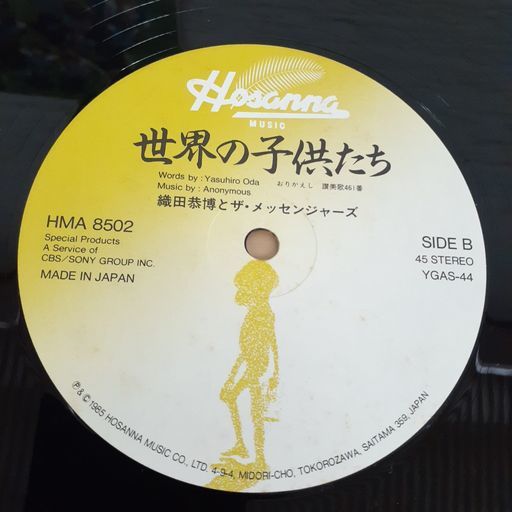 Hosanna
MUSIC
世界の子供たち
Words by : Yasuhiro Oda おりかえし 讃美歌461番
Music by : Anonymous
織田恭博とザ・メッセンジャーズ
HMA 8502
Special Products
A Service of
CBS/SONY GROUP INC.
MADE IN JAPAN
SIDE B
45 STEREO
YGAS-44
Ⓟ & © 1985 HOSANNA MUSIC CO., LTD. 4-9-4, MIDORI-CHO, TOKOROZAWA, SAITAMA 359, JAPAN